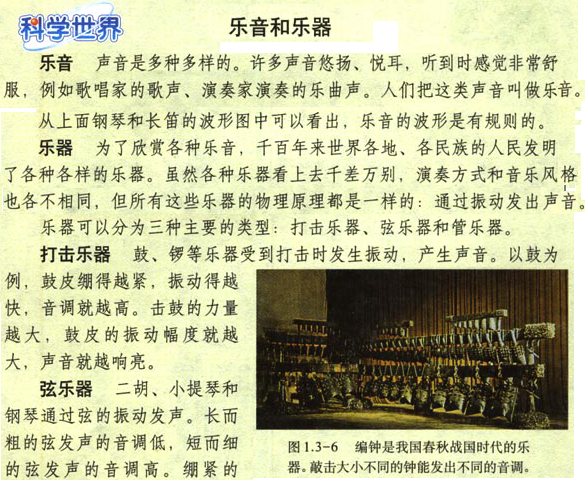 科学世界
乐音和乐器
乐音 声音是多种多样的。许多声音悠扬、悦耳，听到时感觉非常舒
服，例如歌唱家的歌声、演奏家演奏的乐曲声。人们把这类声音叫做乐音。
从上面钢琴和长笛的波形图中可以看出，乐音的波形是有规则的。
乐器 为了欣赏各种乐音，千百年来世界各地、各民族的人民发明
了各种各样的乐器。虽然各种乐器看上去千差万别，演奏方式和音乐风格
也各不相同，但所有这些乐器的物理原理都是一样的：通过振动发出声音。
乐器可以分为三种主要的类型：打击乐器、弦乐器和管乐器。
打击乐器 鼓、锣等乐器受到打击时发生振动，产生声音。以鼓为
例，鼓皮绷得越紧，振动得越
快，音调就越高。击鼓的力量
越大，鼓皮的振动幅度就越
大，声音就越响亮。
弦乐器 二胡、小提琴和
钢琴通过弦的振动发声。长而
粗的弦发声的音调低，短而细
的弦发声的音调高。绷紧的
图1.3-6 编钟是我国春秋战国时代的乐
器。敲击大小不同的钟能发出不同的音调。